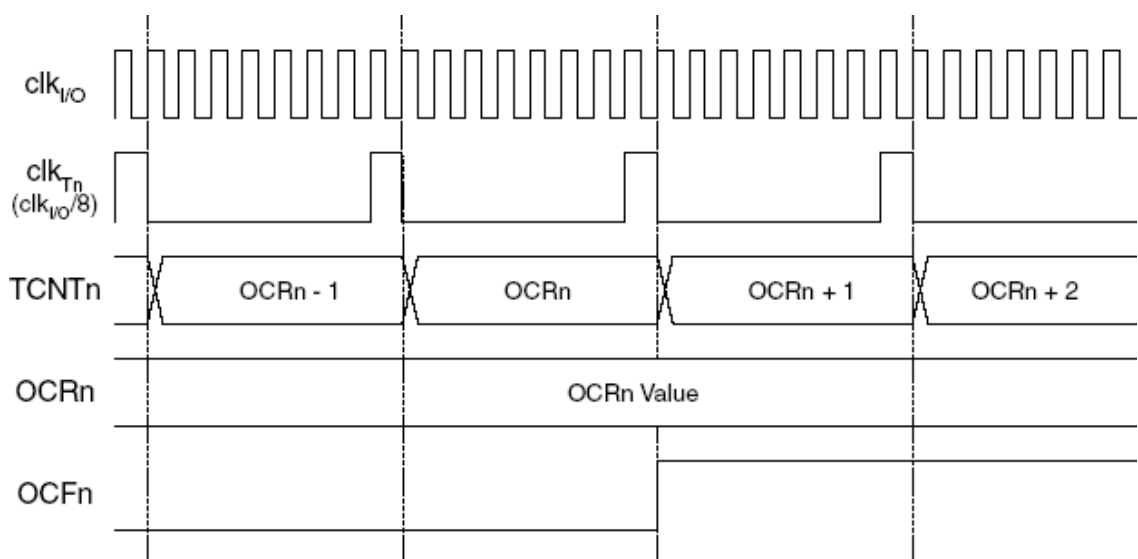 clkI/O
clkTn
(clkI/O/8)
TCNTn
OCRn - 1
OCRn
OCRn + 1
OCRn + 2
OCRn
OCRn Value
OCFn